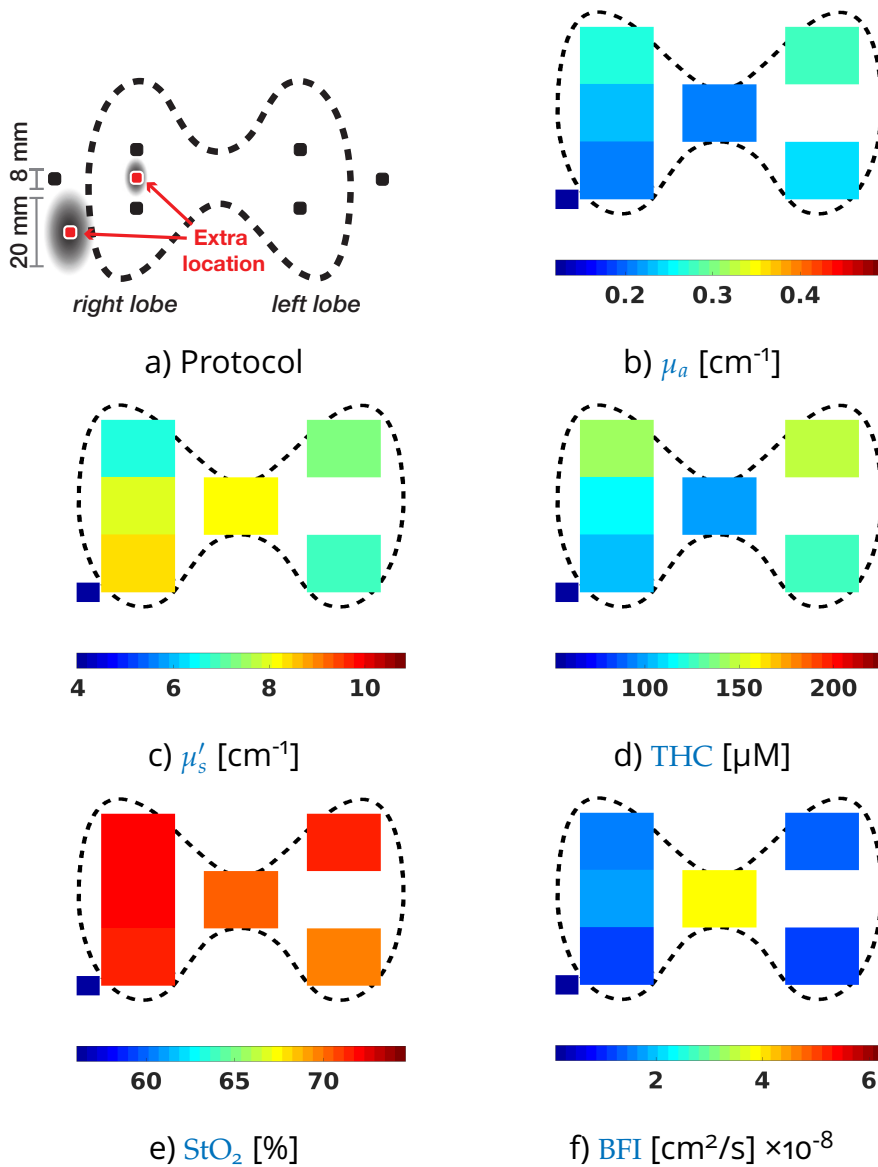 8 mm
20 mm
Extra
location
right lobe
left lobe
a) Protocol
0.2 0.3 0.4
b) μa [cm⁻¹]
4 6 8 10
c) μ′s [cm⁻¹]
100 150 200
d) THC [μM]
60 65 70
e) StO₂ [%]
2 4 6
f) BFI [cm²/s] ×10⁻⁸